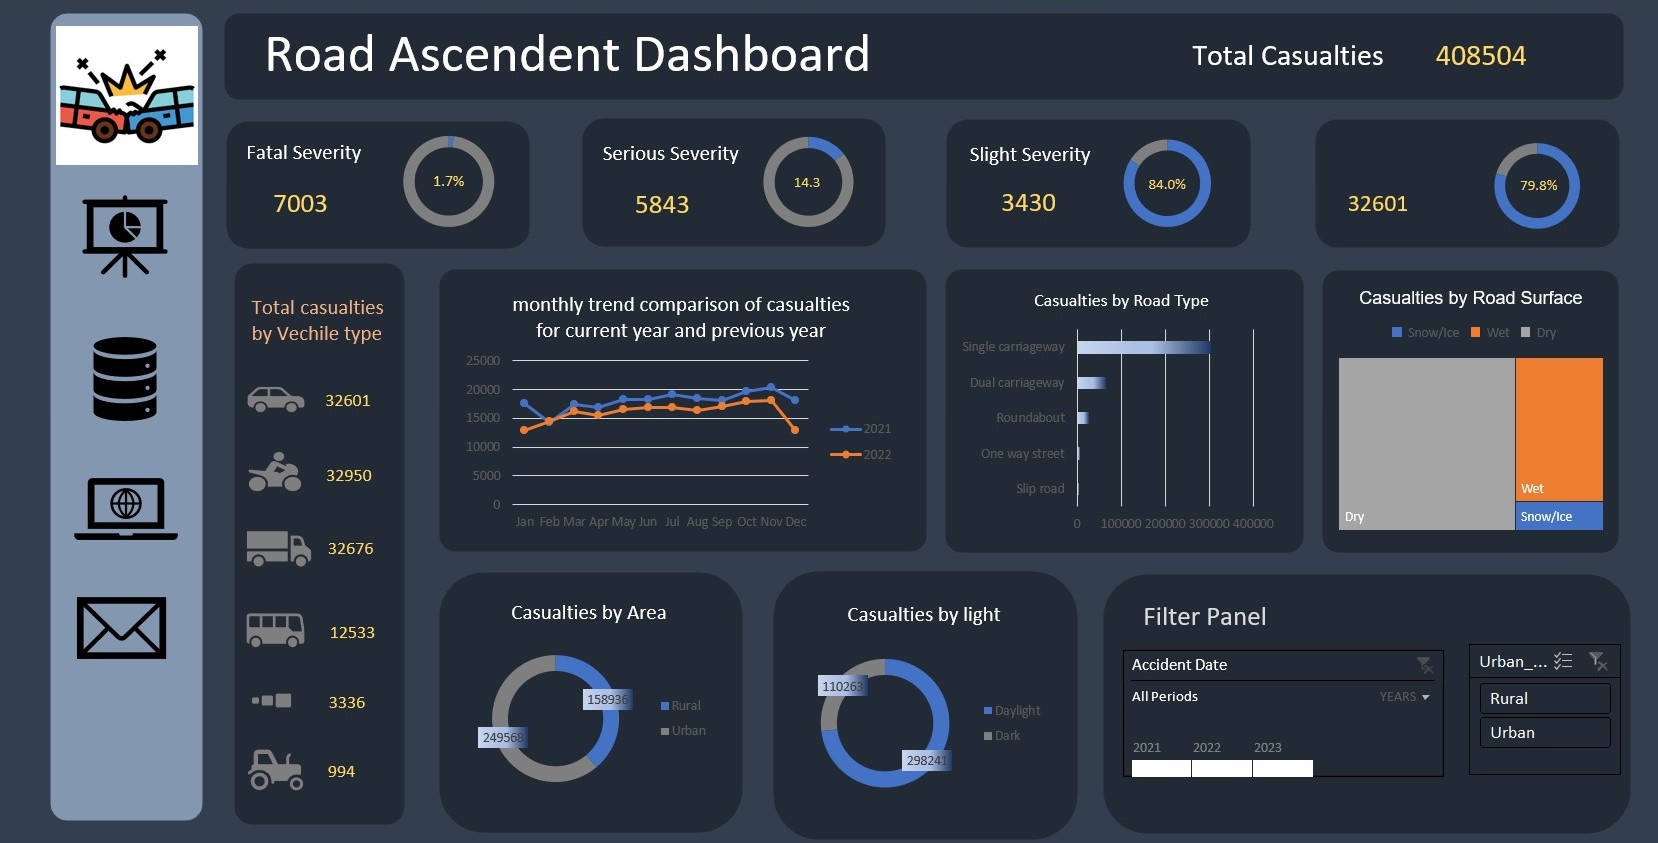 Road Ascendent Dashboard
Total Casualties 408504
Fatal Severity
7003
1.7%
Serious Severity
5843
14.3
Slight Severity
3430
84.0%
32601
79.8%
Total casualties
by Vechile type
32601
32950
32676
12533
3336
994
monthly trend comparison of casualties
for current year and previous year
25000
20000
15000
10000
5000
0
Jan Feb Mar Apr May Jun Jul Aug Sep Oct Nov Dec
2021
2022
Casualties by Road Type
Single carriageway
Dual carriageway
Roundabout
One way street
Slip road
0 100000 200000 300000 400000
Casualties by Road Surface
Snow/Ice Wet Dry
Wet
Dry
Snow/Ice
Casualties by Area
158936
249568
Rural
Urban
Casualties by light
110263
298241
Daylight
Dark
Filter Panel
Accident Date
All Periods YEARS
2021 2022 2023
Urban_...
Rural
Urban